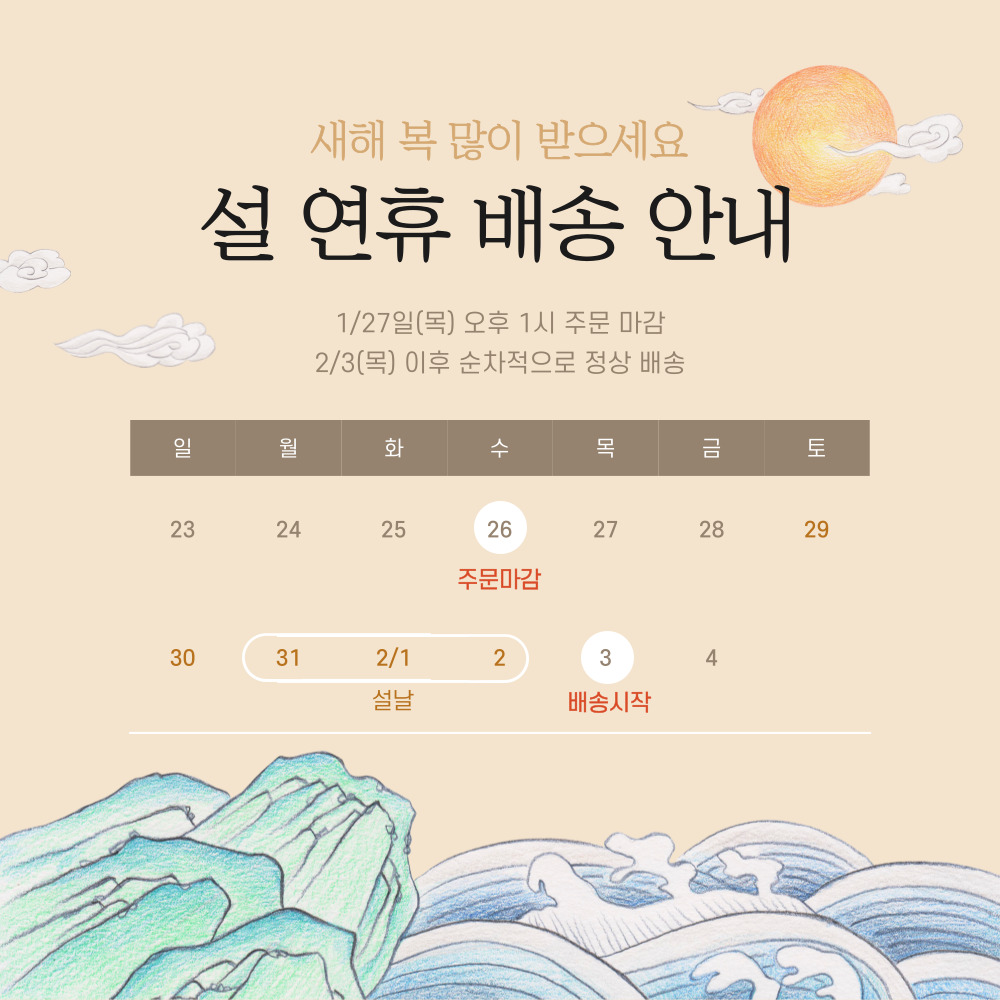 새해 복 많이 받으세요
설 연휴 배송 안내
1/27일(목) 오후 1시 주문 마감
2/3(목) 이후 순차적으로 정상 배송
일 월 화 수 목 금 토
23 24 25 26 27 28 29
주문마감
30 31 2/1 2 3 4
설날 배송시작